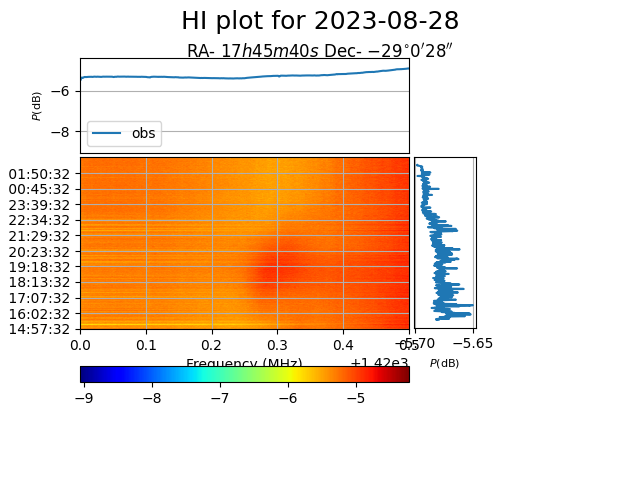 HI plot for 2023-08-28
RA- 17h45m40s Dec- −29°0′28″
P(dB)
−6
−8
obs
01:50:32
00:45:32
23:39:32
22:34:32
21:29:32
20:23:32
19:18:32
18:13:32
17:07:32
16:02:32
14:57:32
0.0 0.1 0.2 0.3 0.4 0.5
Frequency (MHz) +1.42e3
−5.70 −5.65
P(dB)
−9 −8 −7 −6 −5